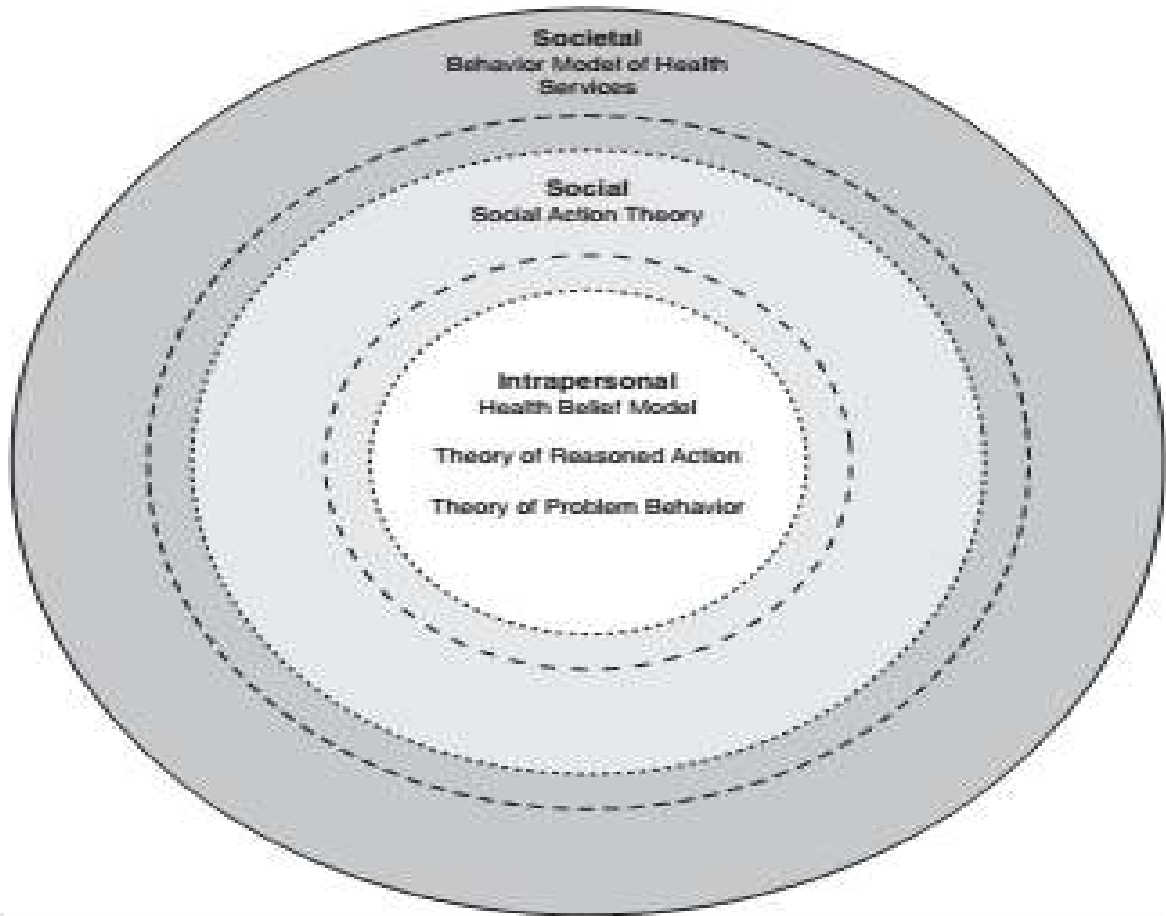 Societal
Behavior Model of Health
Services
Social
Social Action Theory
Intrapersonal
Health Belief Model
Theory of Reasoned Action
Theory of Problem Behavior